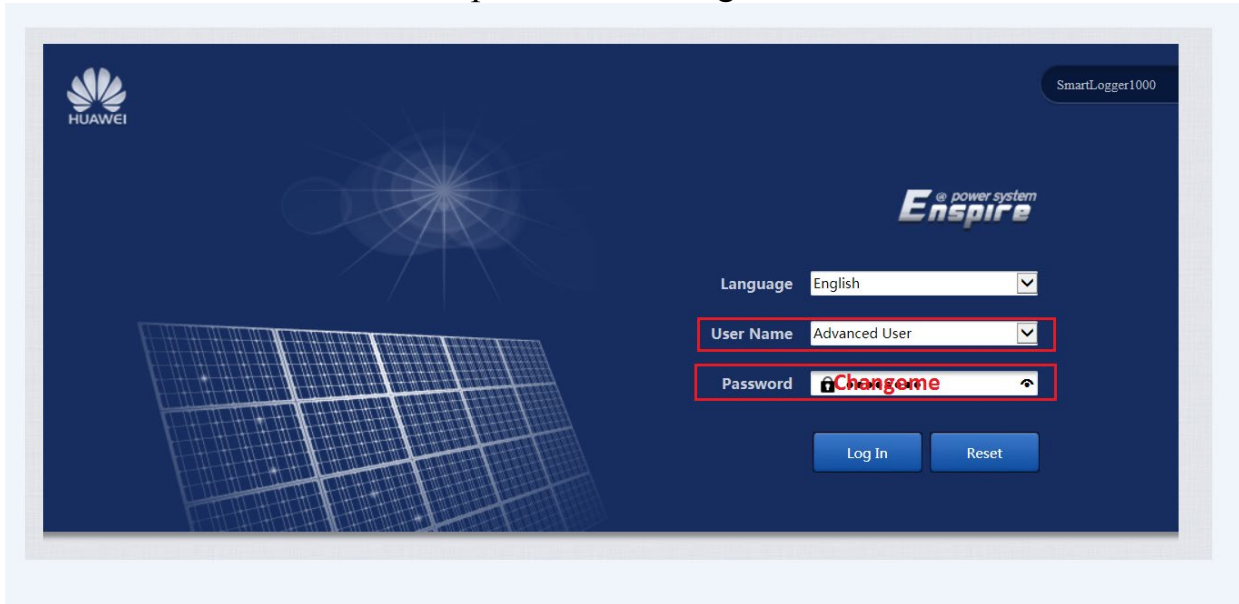 HUAWEI
SmartLogger1000
Enspire @ power system
Language English
User Name Advanced User
Password Changeme
Log In Reset